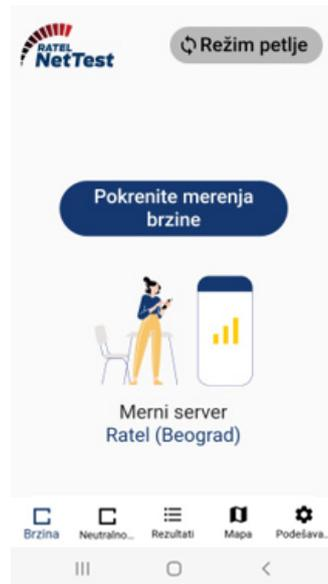 RATEL
NetTest
Režim petlje
Pokrenite merenja
brzine
Merni server
Ratel (Beograd)
Brzina
Neutralno...
Rezultati
Mapa
Podešava..